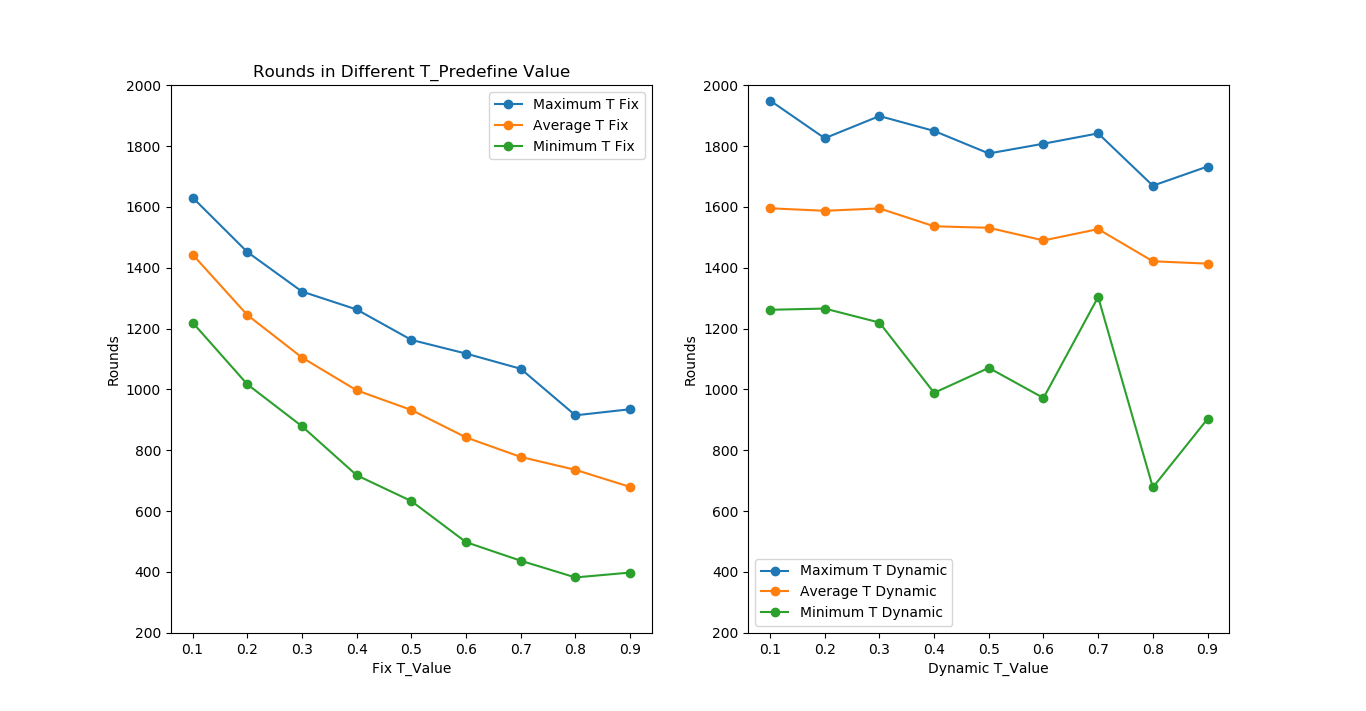 Rounds in Different T_Predefine Value
2000
1800
1600
1400
1200
1000
800
600
400
200
Rounds
Maximum T Fix
Average T Fix
Minimum T Fix
0.1 0.2 0.3 0.4 0.5 0.6 0.7 0.8 0.9
Fix T_Value
2000
1800
1600
1400
1200
1000
800
600
400
200
Rounds
Maximum T Dynamic
Average T Dynamic
Minimum T Dynamic
0.1 0.2 0.3 0.4 0.5 0.6 0.7 0.8 0.9
Dynamic T_Value